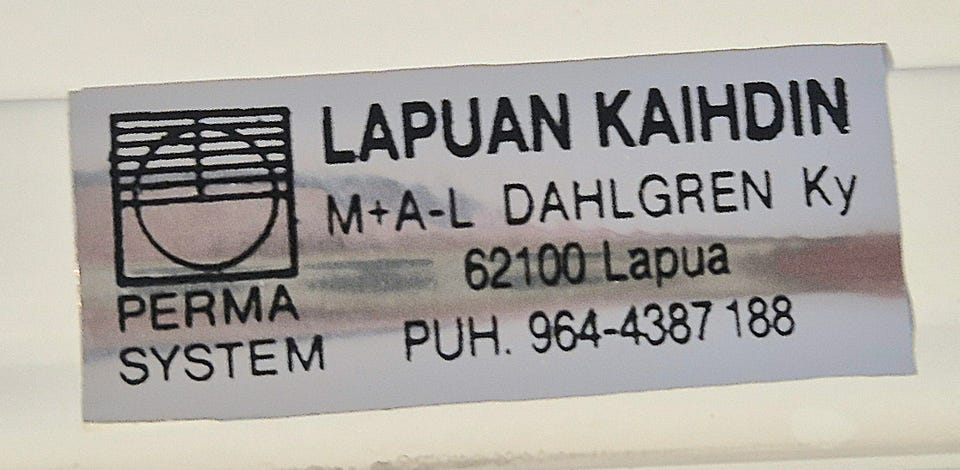 LAPUAN KAIHDIN
M+A-L DAHLGREN Ky
62100 Lapua
PUH. 964-4387 188
PERMA
SYSTEM